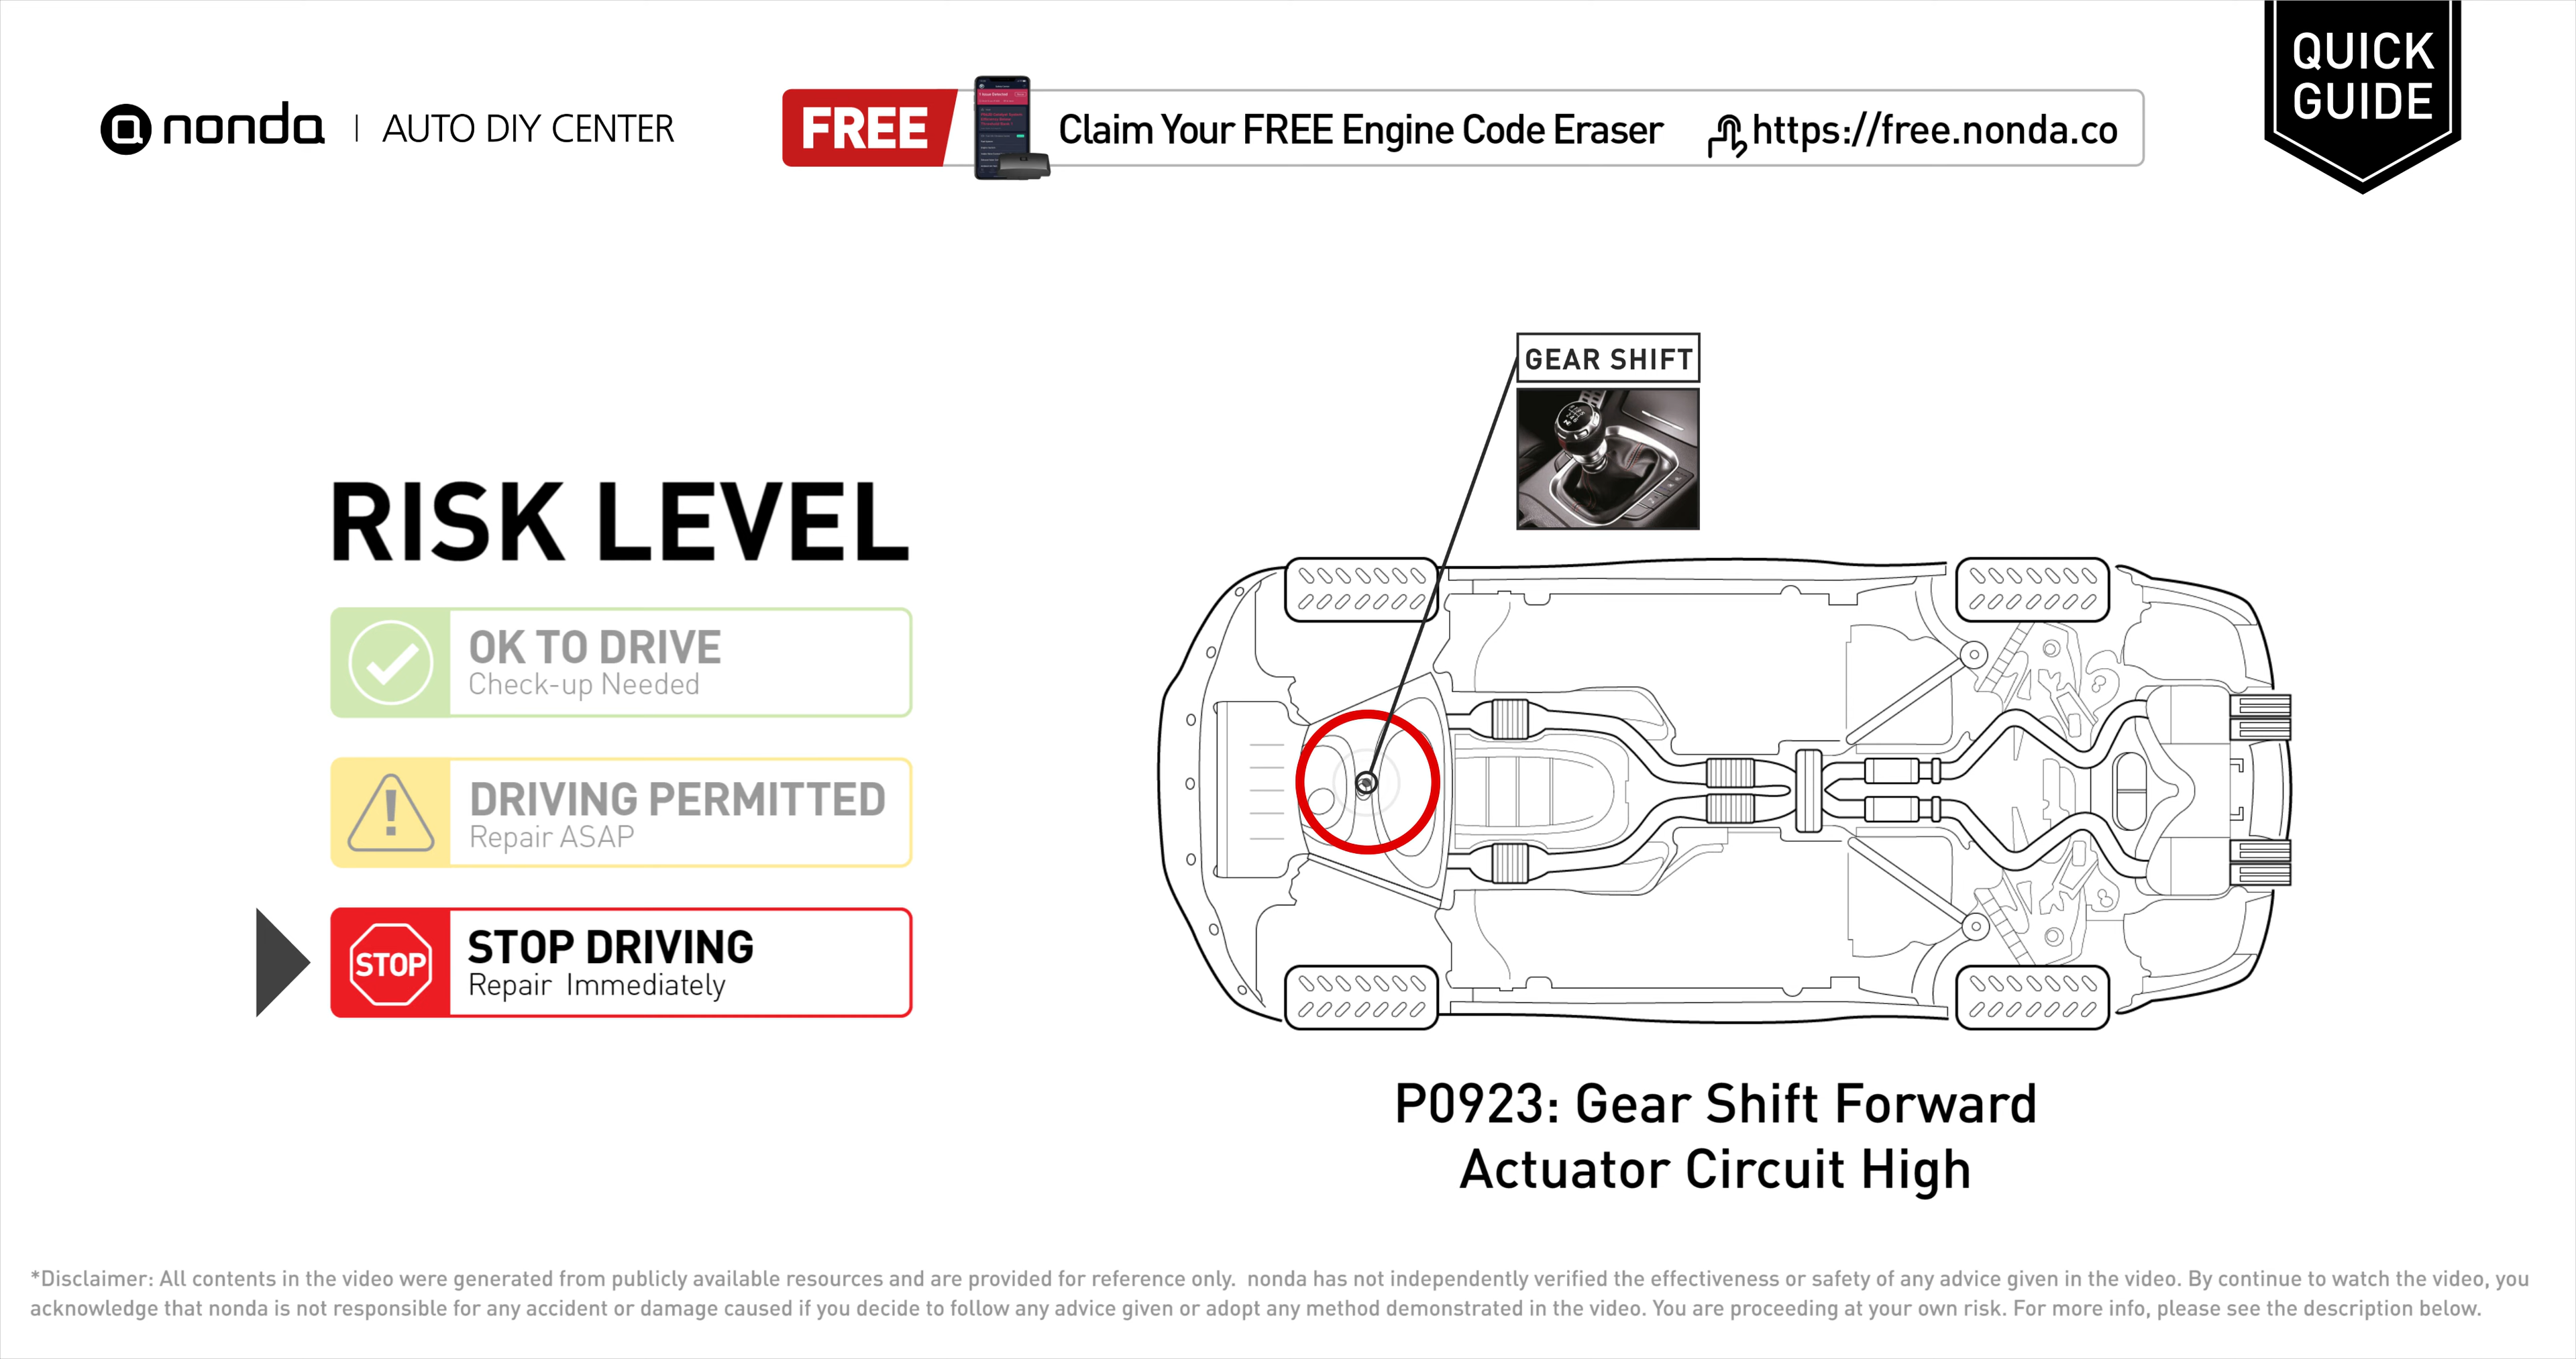 nonda | AUTO DIY CENTER
FREE
Claim Your FREE Engine Code Eraser
https://free.nonda.co
QUICK
GUIDE
GEAR SHIFT
RISK LEVEL
OK TO DRIVE
Check-up Needed
DRIVING PERMITTED
Repair ASAP
STOP
STOP DRIVING
Repair Immediately
P0923: Gear Shift Forward
Actuator Circuit High
*Disclaimer: All contents in the video were generated from publicly available resources and are provided for reference only. nonda has not independently verified the effectiveness or safety of any advice given in the video. By continue to watch the video, you
acknowledge that nonda is not responsible for any accident or damage caused if you decide to follow any advice given or adopt any method demonstrated in the video. You are proceeding at your own risk. For more info, please see the description below.